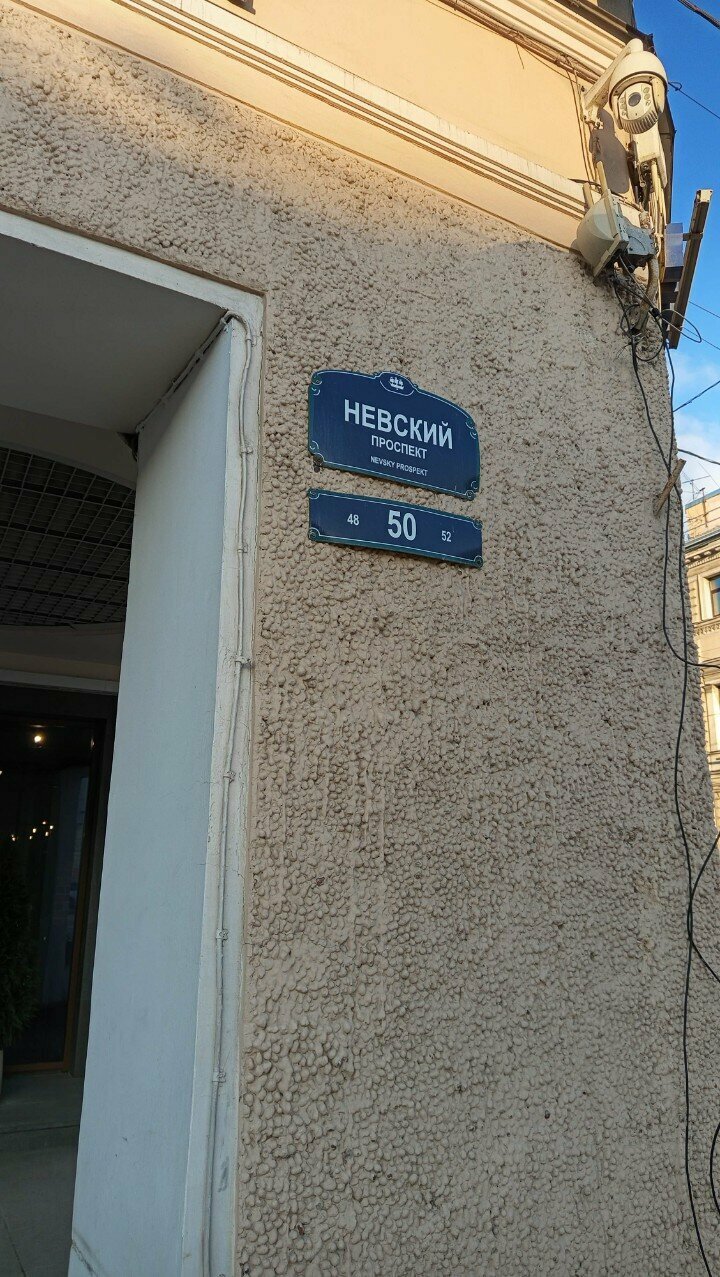 НЕВСКИЙ
ПРОСПЕКТ
NEVSKY PROSPEKT
48 50 52